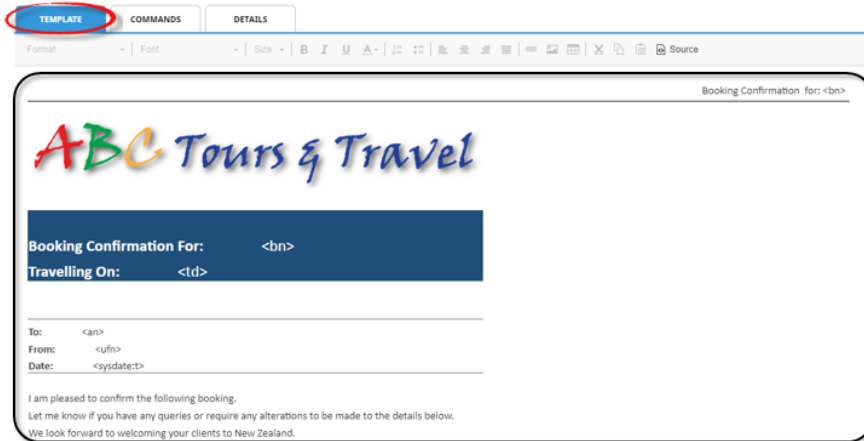 TEMPLATE COMMANDS DETAILS
Format Font Size B I U A Source
Booking Confirmation for: <bn>
ABC Tours & Travel
Booking Confirmation For: <bn>
Travelling On: <td>
To: <an>
From: <ufn>
Date: <sysdate:t>
I am pleased to confirm the following booking.
Let me know if you have any queries or require any alterations to be made to the details below.
We look forward to welcoming your clients to New Zealand.